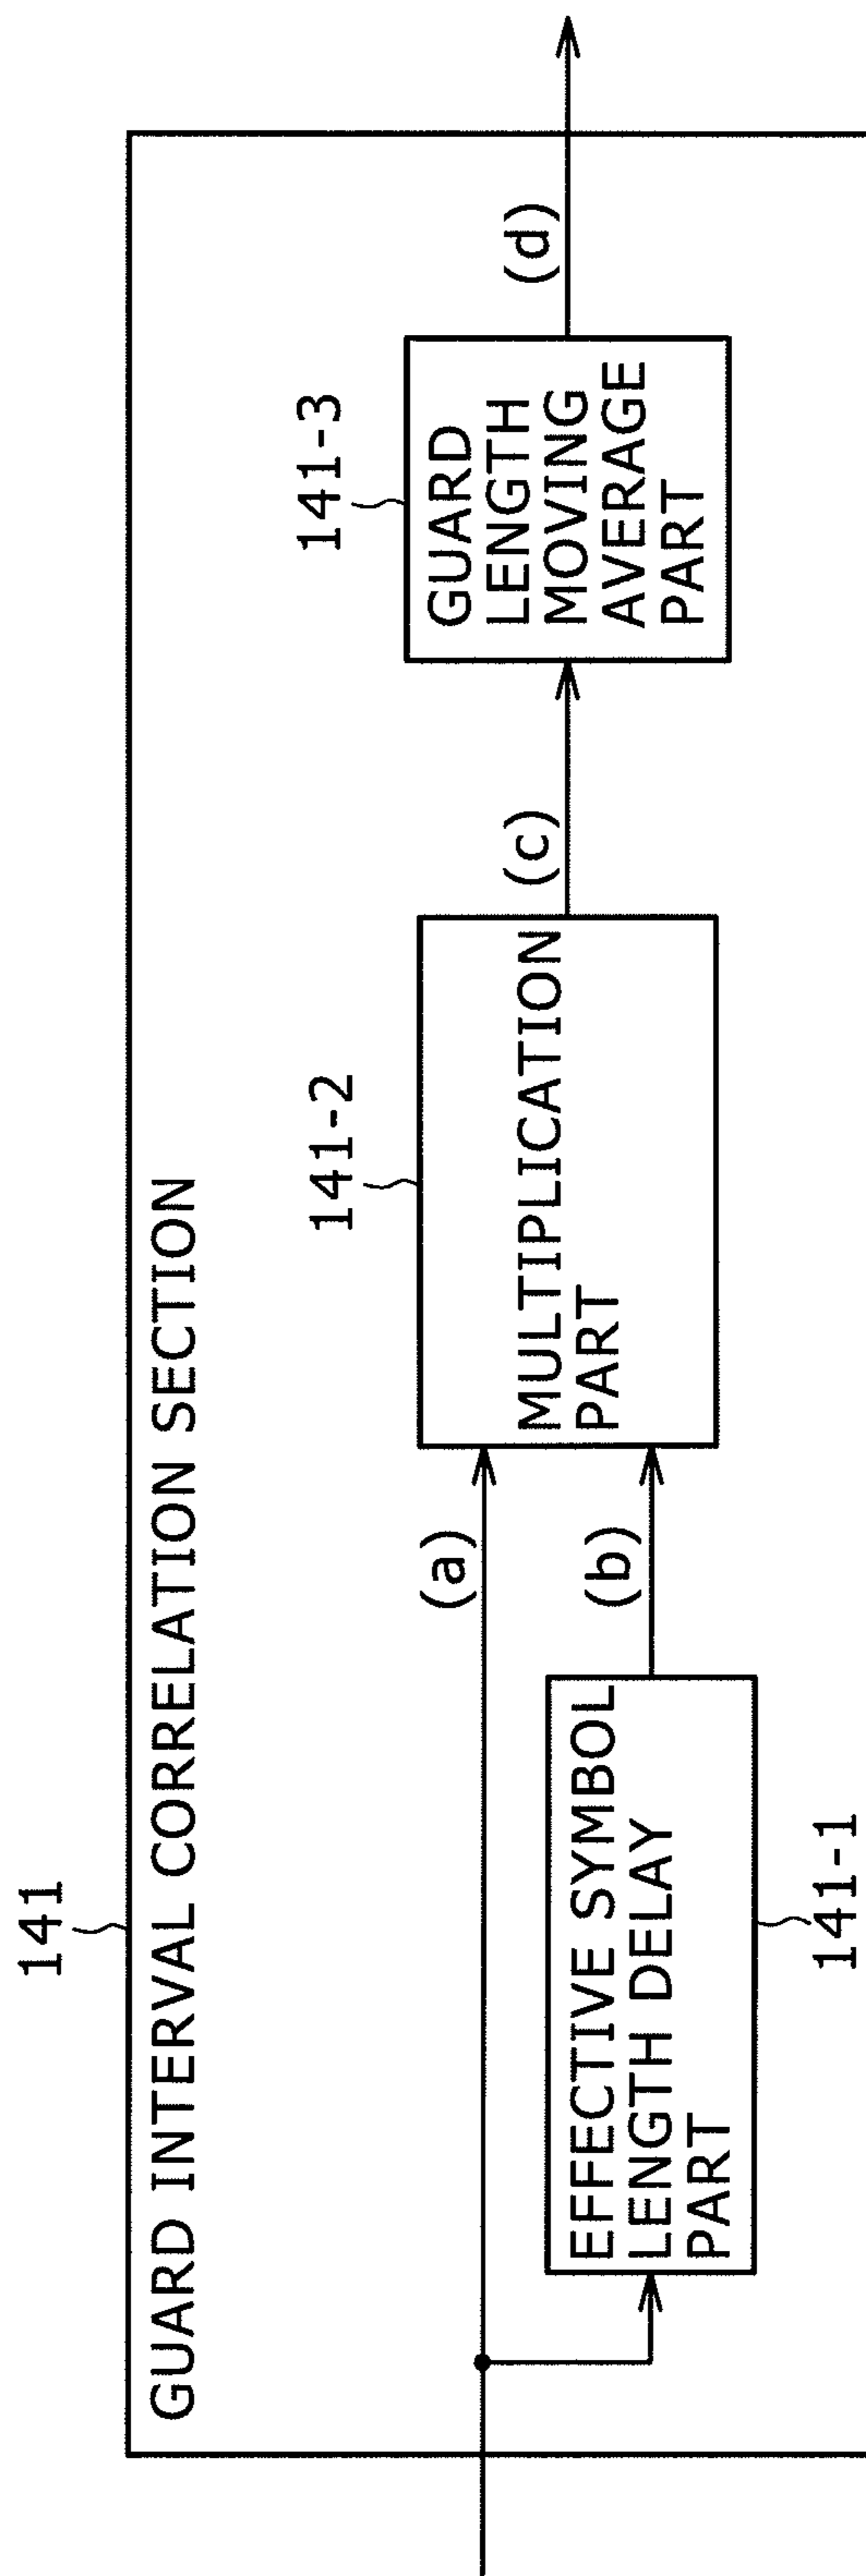 141
GUARD INTERVAL CORRELATION SECTION
141-1
EFFECTIVE SYMBOL
LENGTH DELAY
PART
(a)
(b)
141-2
MULTIPLICATION
PART
(c)
141-3
GUARD
LENGTH
MOVING
AVERAGE
PART
(d)